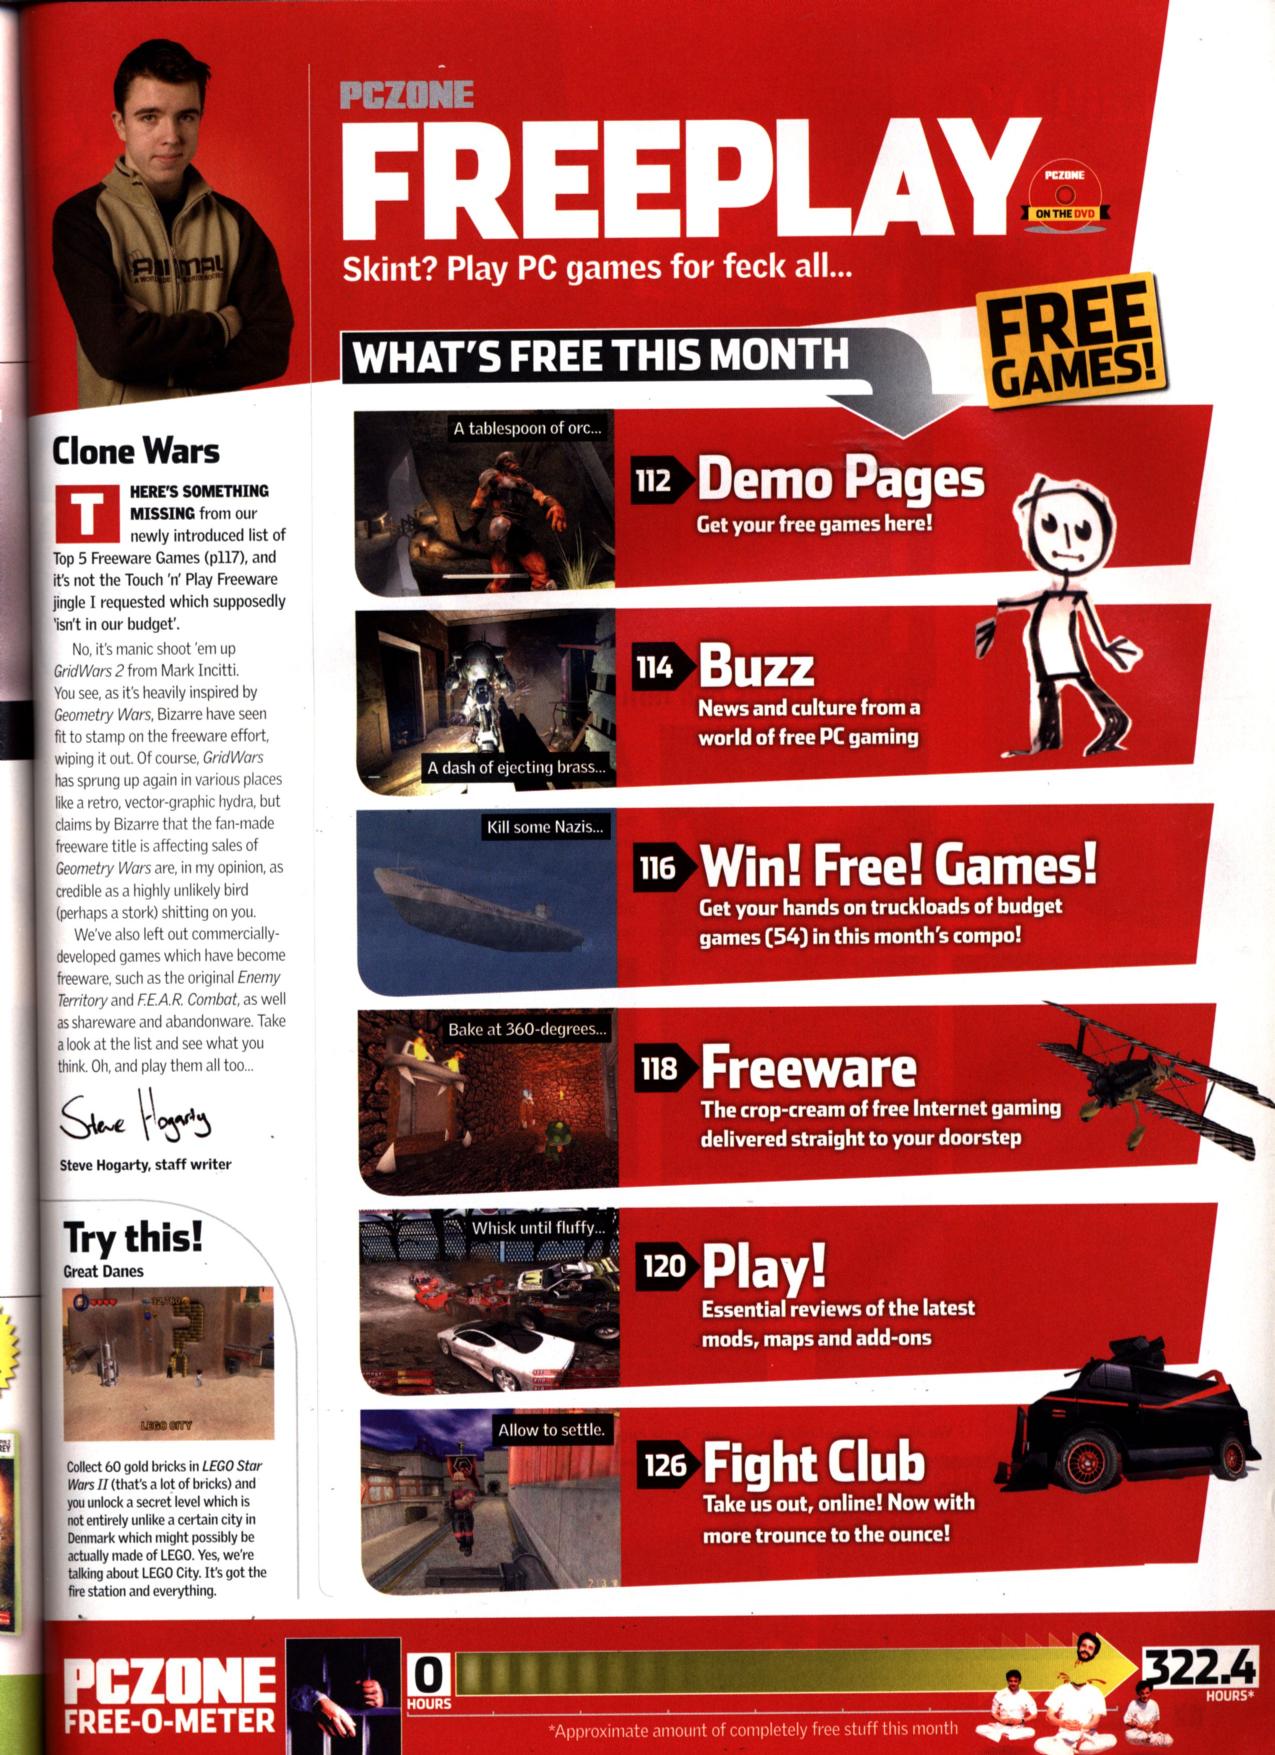 PCZONE
FREEPLAY
PCZONE
ON THE DVD
Skint? Play PC games for feck all...
FREE
GAMES!
WHAT'S FREE THIS MONTH
ANIMAL
Clone Wars
THERE'S SOMETHING
MISSING from our
newly introduced list of
Top 5 Freeware Games (p117), and
it's not the Touch 'n' Play Freeware
jingle I requested which supposedly
'isn't in our budget'.
No, it's manic shoot 'em up
GridWars 2 from Mark Incitti.
You see, as it's heavily inspired by
Geometry Wars, Bizarre have seen
fit to stamp on the freeware effort,
wiping it out. Of course, GridWars
has sprung up again in various places
like a retro, vector-graphic hydra, but
claims by Bizarre that the fan-made
freeware title is affecting sales of
Geometry Wars are, in my opinion, as
credible as a highly unlikely bird
(perhaps a stork) shitting on you.
We've also left out commercially-
developed games which have become
freeware, such as the original Enemy
Territory and F.E.A.R. Combat, as well
as shareware and abandonware. Take
a look at the list and see what you
think. Oh, and play them all too...
Steve Hogarty
Steve Hogarty, staff writer
Try this!
Great Danes
LEGO CITY
Collect 60 gold bricks in LEGO Star
Wars II (that's a lot of bricks) and
you unlock a secret level which is
not entirely unlike a certain city in
Denmark which might possibly be
actually made of LEGO. Yes, we're
talking about LEGO City. It's got the
fire station and everything.
A tablespoon of orc...
112 Demo Pages
Get your free games here!
A dash of ejecting brass...
114 Buzz
News and culture from a
world of free PC gaming
Kill some Nazis...
116 Win! Free! Games!
Get your hands on truckloads of budget
games (54) in this month's compo!
Bake at 360-degrees...
118 Freeware
The crop-cream of free Internet gaming
delivered straight to your doorstep
Whisk until fluffy...
120 Play!
Essential reviews of the latest
mods, maps and add-ons
Allow to settle.
126 Fight Club
Take us out, online! Now with
more trounce to the ounce!
PCZONE
FREE-O-METER
0
HOURS
322.4
HOURS*
*Approximate amount of completely free stuff this month